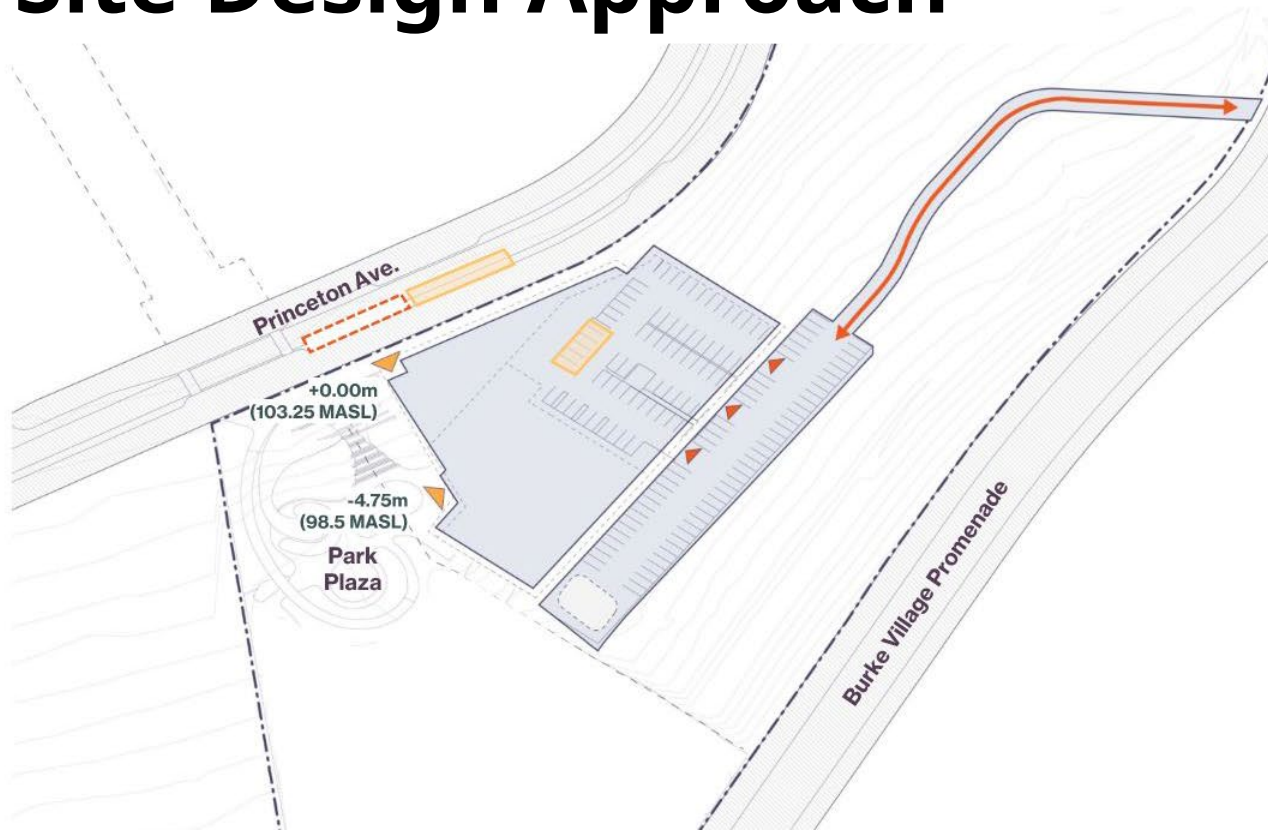 Site Design Approach
Princeton Ave.
+0.00m
(103.25 MASL)
-4.75m
(98.5 MASL)
Park
Plaza
Burke Village Promenade